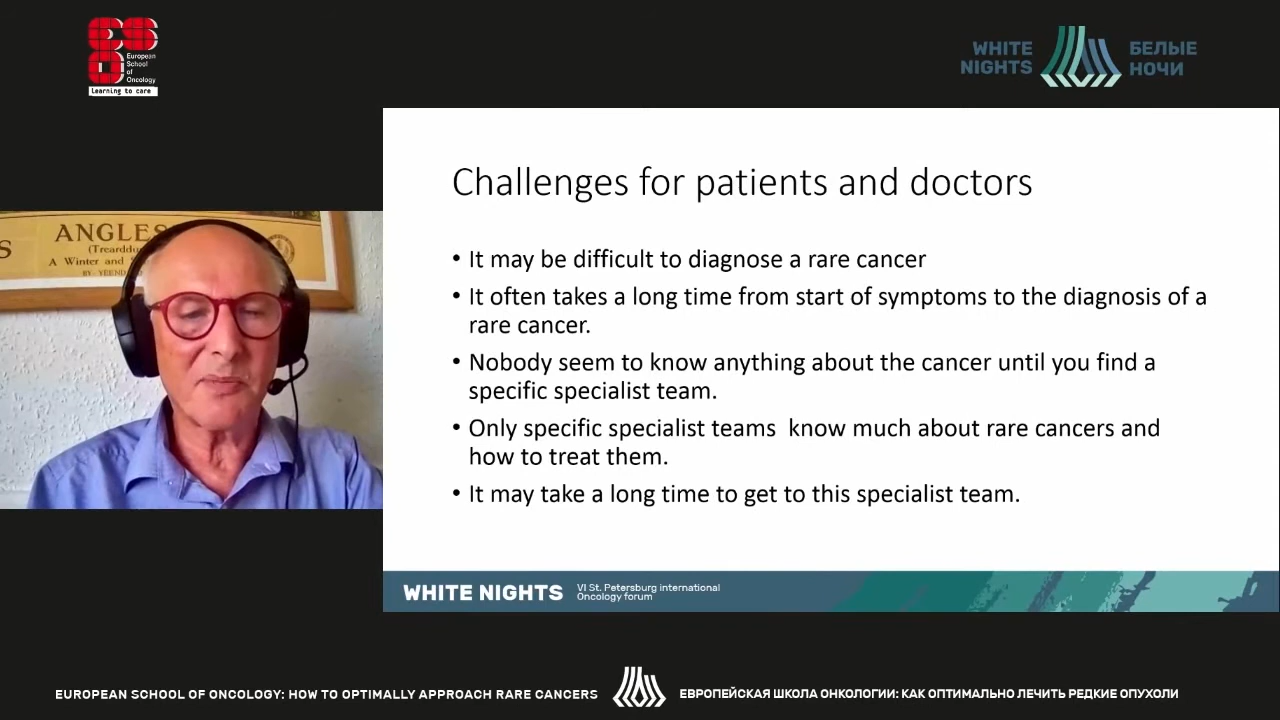 European
School
of
Oncology
Learning to care
WHITE
NIGHTS
БЕЛЫЕ
НОЧИ
S
ANGLES
(Trearddur
A Winter and S
BY. YEEND
Challenges for patients and doctors
• It may be difficult to diagnose a rare cancer
• It often takes a long time from start of symptoms to the diagnosis of a
rare cancer.
• Nobody seem to know anything about the cancer until you find a
specific specialist team.
• Only specific specialist teams know much about rare cancers and
how to treat them.
• It may take a long time to get to this specialist team.
WHITE NIGHTS
VI St. Petersburg international
Oncology forum
EUROPEAN SCHOOL OF ONCOLOGY: HOW TO OPTIMALLY APPROACH RARE CANCERS
ЕВРОПЕЙСКАЯ ШКОЛА ОНКОЛОГИИ: КАК ОПТИМАЛЬНО ЛЕЧИТЬ РЕДКИЕ ОПУХОЛИ